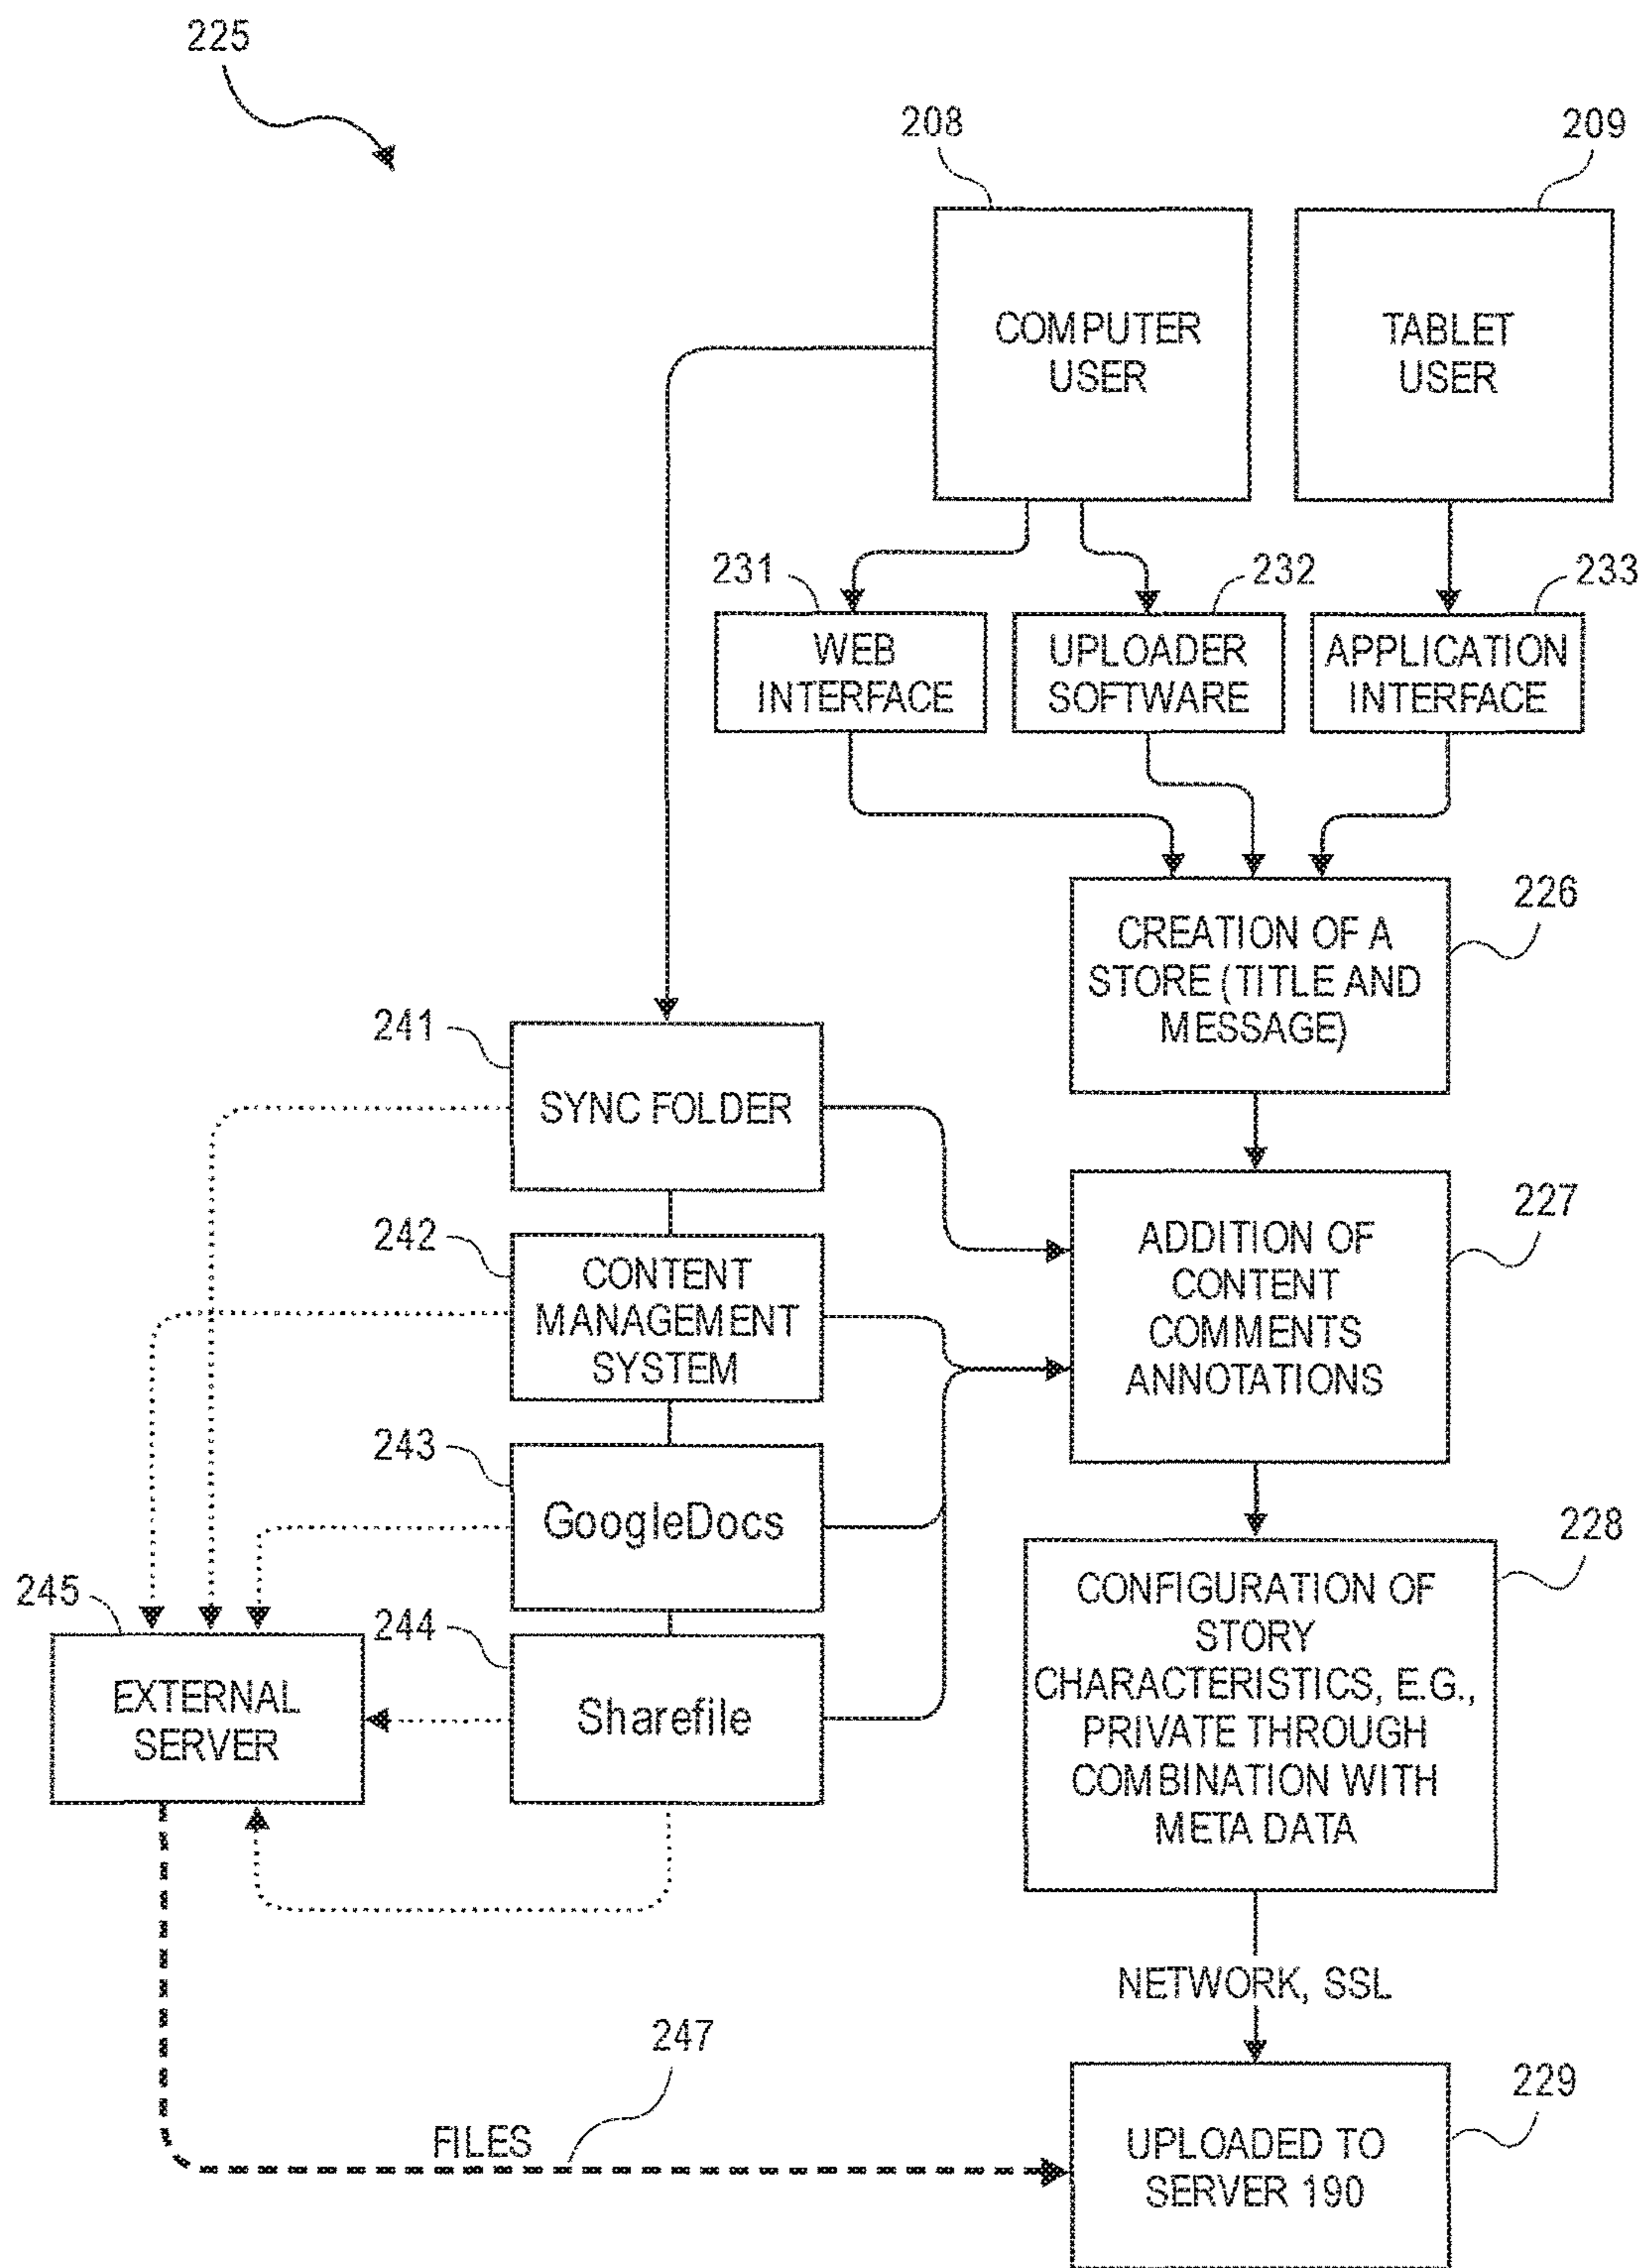 225
208
209
COMPUTER
USER
TABLET
USER
231
232
233
WEB
INTERFACE
UPLOADER
SOFTWARE
APPLICATION
INTERFACE
226
CREATION OF A
STORE (TITLE AND
MESSAGE)
241
SYNC FOLDER
227
ADDITION OF
CONTENT
COMMENTS
ANNOTATIONS
242
CONTENT
MANAGEMENT
SYSTEM
243
GoogleDocs
228
CONFIGURATION OF
STORY
CHARACTERISTICS, E.G.,
PRIVATE THROUGH
COMBINATION WITH
META DATA
245
EXTERNAL
SERVER
244
Sharefile
NETWORK, SSL
247
FILES
229
UPLOADED TO
SERVER 190